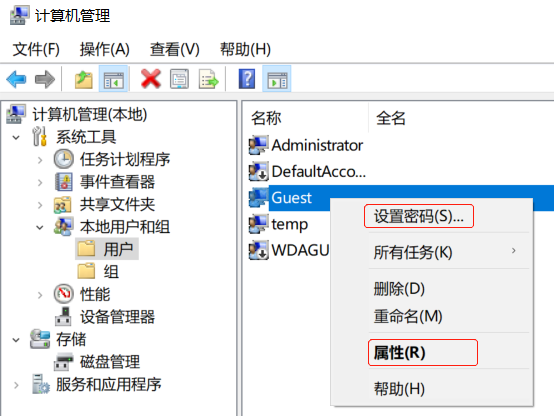 计算机管理
文件(F) 操作(A) 查看(V) 帮助(H)
计算机管理(本地)
系统工具
任务计划程序
事件查看器
共享文件夹
本地用户和组
用户
组
性能
设备管理器
存储
磁盘管理
服务和应用程序
名称 全名
Administrator
DefaultAcco...
Guest
temp
WDAGU
设置密码(S)...
所有任务(K)
删除(D)
重命名(M)
属性(R)
帮助(H)